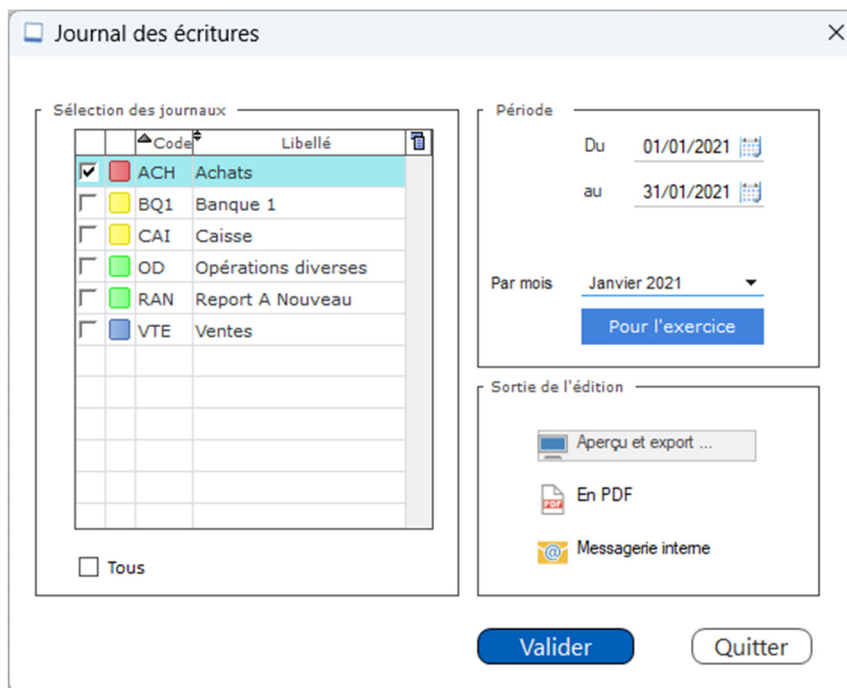 Journal des écritures
Sélection des journaux
Code Libellé
ACH Achats
BQ1 Banque 1
CAI Caisse
OD Opérations diverses
RAN Report A Nouveau
VTE Ventes
Tous
Période
Du 01/01/2021
au 31/01/2021
Par mois Janvier 2021
Pour l'exercice
Sortie de l'édition
Aperçu et export ...
PDF En PDF
@ Messagerie interne
Valider Quitter